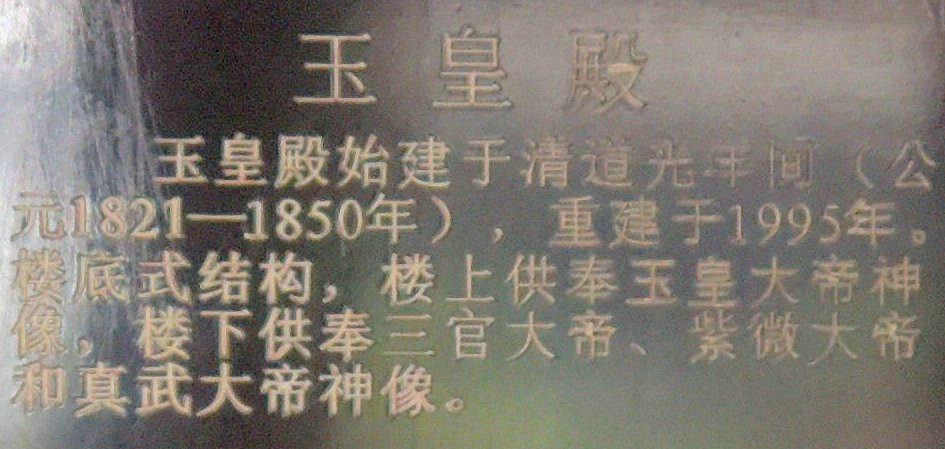 玉皇殿
玉皇殿始建于清道光年间（公
元1821—1850年），重建于1995年。
楼底式结构，楼上供奉玉皇大帝神
像，楼下供奉三官大帝、紫微大帝
和真武大帝神像。